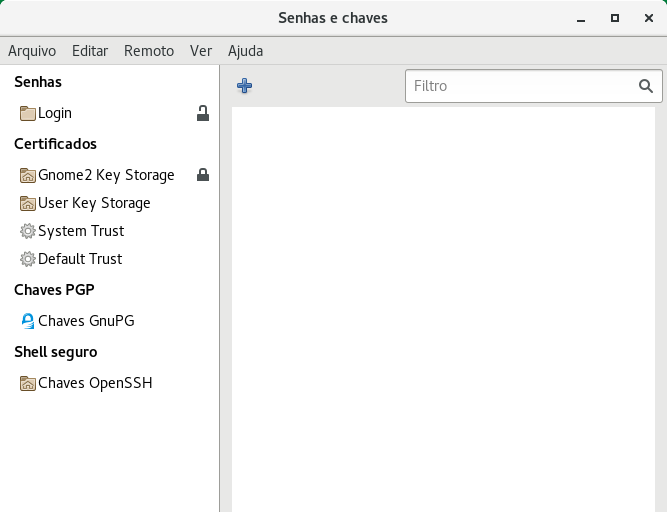 Senhas e chaves
Arquivo Editar Remoto Ver Ajuda
Senhas
Login
Certificados
Gnome2 Key Storage
User Key Storage
System Trust
Default Trust
Chaves PGP
Chaves GnuPG
Shell seguro
Chaves OpenSSH
Filtro